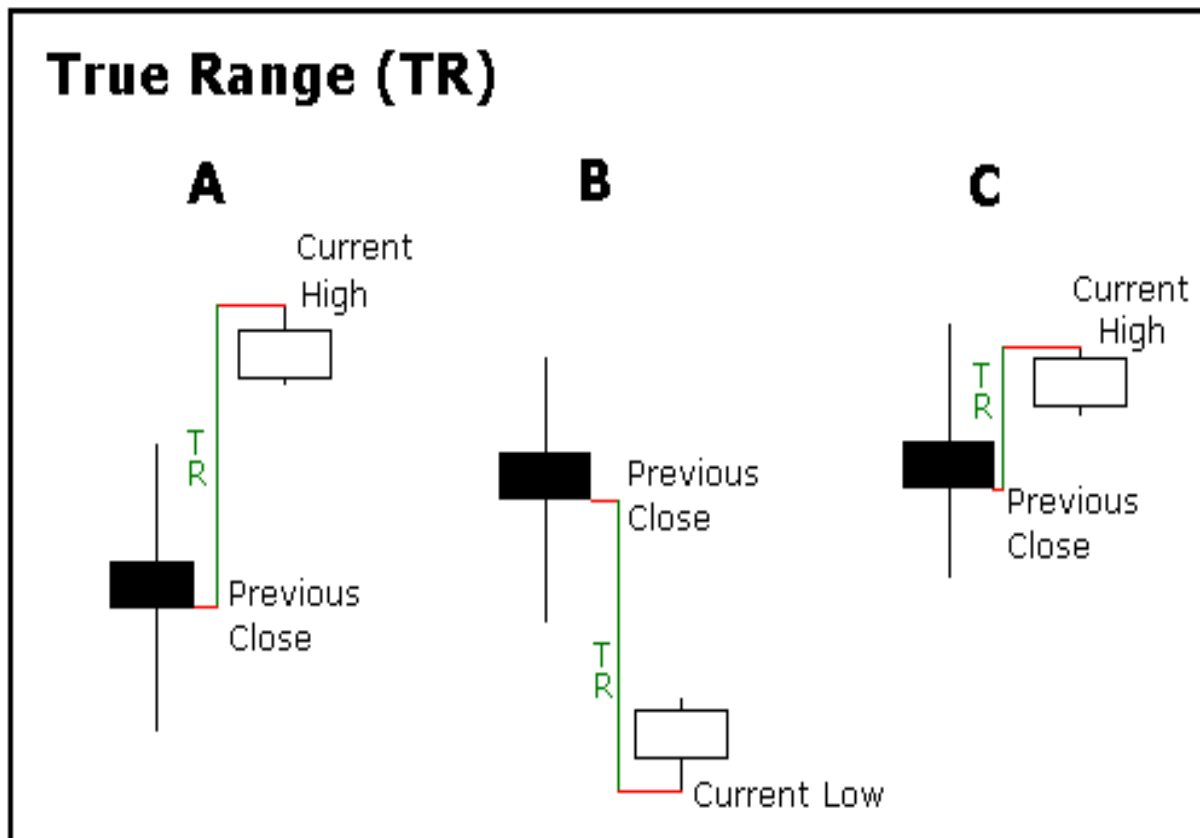 True Range (TR)
A
B
C
Current
High
T
R
Previous
Close
Previous
Close
T
R
Current Low
Current
High
T
R
Previous
Close